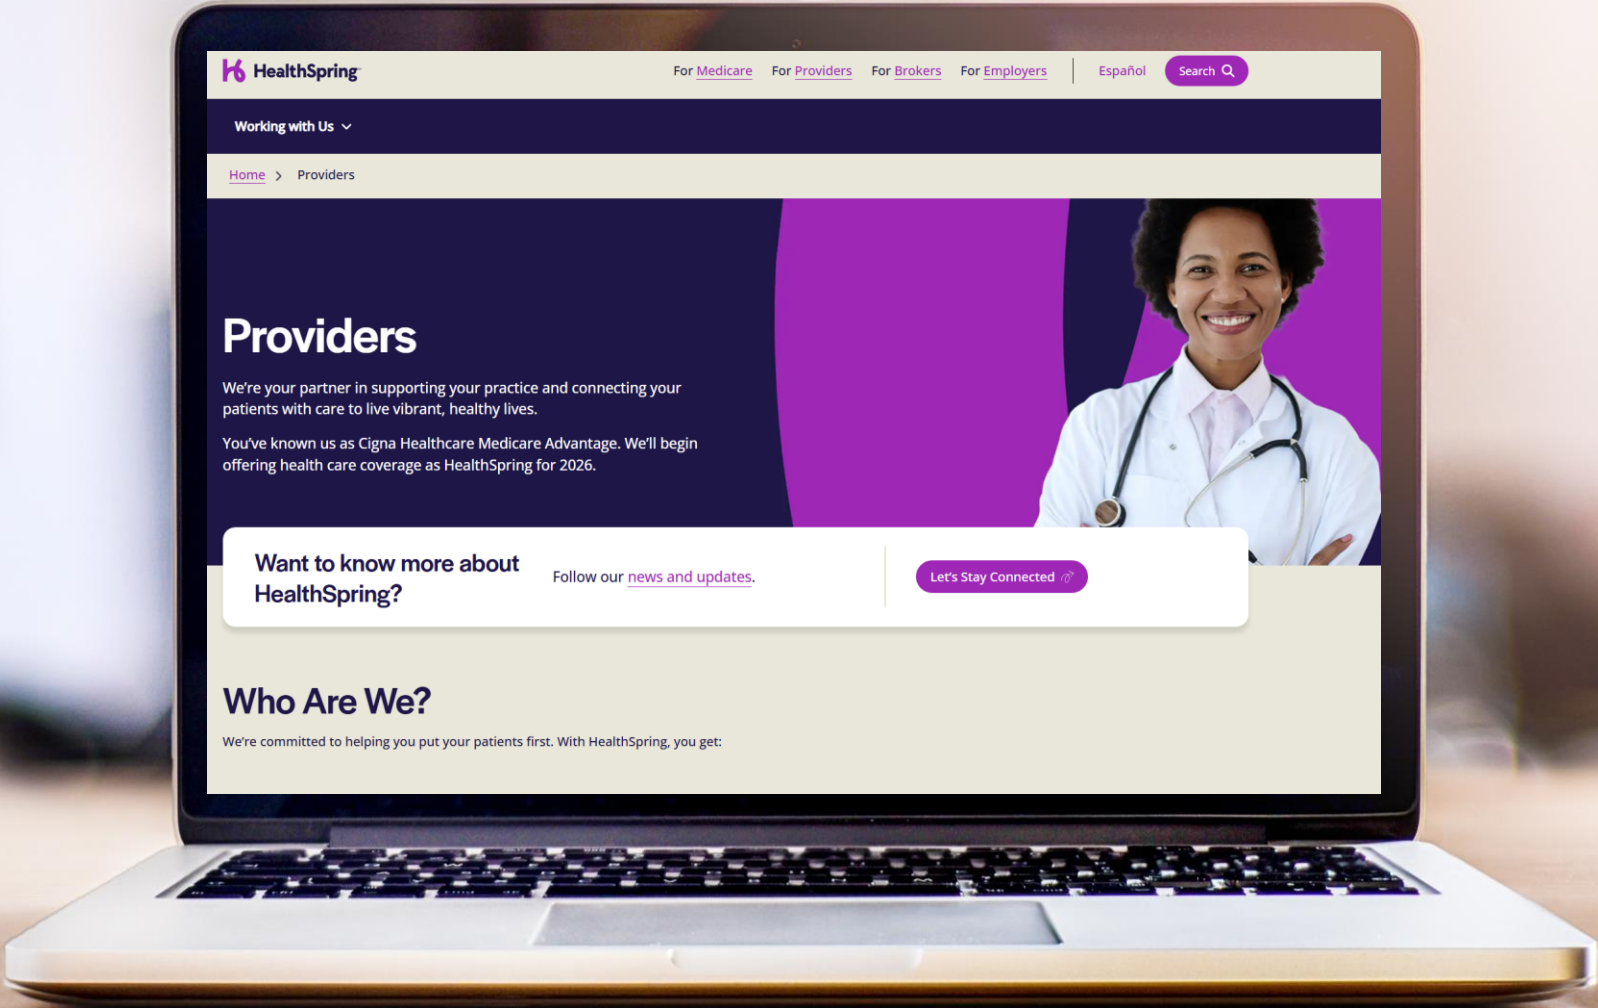 HealthSpring
For Medicare For Providers For Brokers For Employers Español Search
Working with Us
Home > Providers
Providers
We're your partner in supporting your practice and connecting your
patients with care to live vibrant, healthy lives.
You've known us as Cigna Healthcare Medicare Advantage. We'll begin
offering health care coverage as HealthSpring for 2026.
Want to know more about
HealthSpring?
Follow our news and updates.
Let's Stay Connected
Who Are We?
We're committed to helping you put your patients first. With HealthSpring, you get: